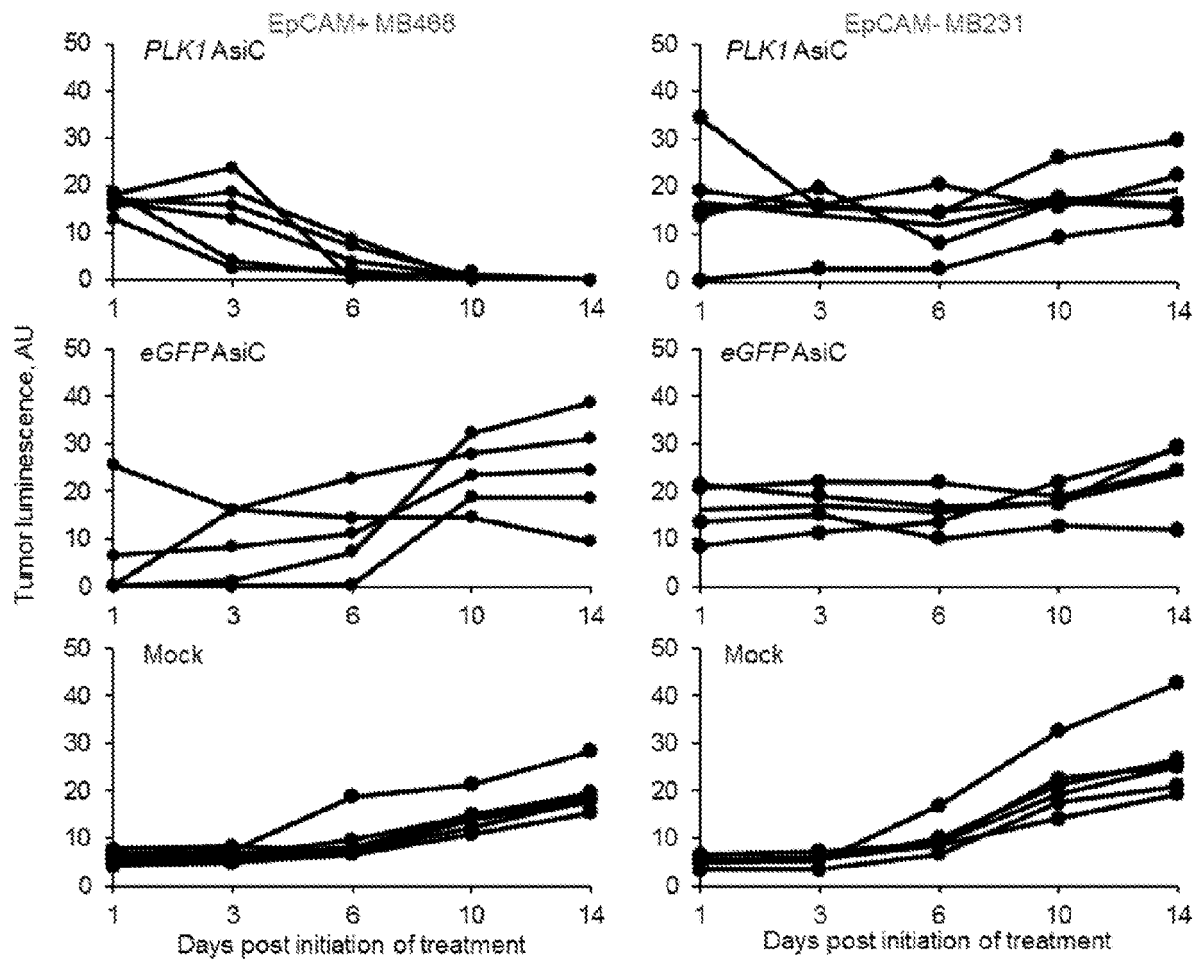 EpCAM+ MB468
EpCAM- MB231
Tumor luminescence, AU
PLK1 AsiC
50
40
30
20
10
0
1 3 6 10 14
PLK1 AsiC
50
40
30
20
10
0
1 3 6 10 14
eGFP AsiC
50
40
30
20
10
0
1 3 6 10 14
eGFP AsiC
50
40
30
20
10
0
1 3 6 10 14
Mock
50
40
30
20
10
0
1 3 6 10 14
Days post initiation of treatment
Mock
50
40
30
20
10
0
1 3 6 10 14
Days post initiation of treatment